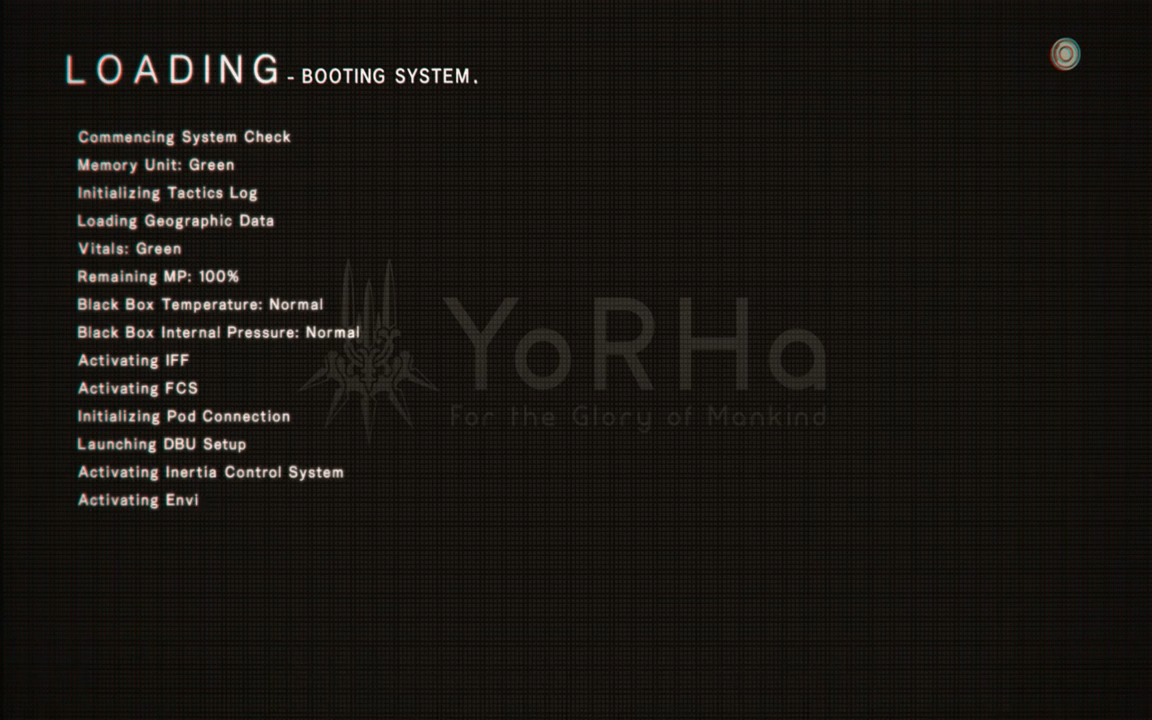 LOADING - BOOTING SYSTEM.
Commencing System Check
Memory Unit: Green
Initializing Tactics Log
Loading Geographic Data
Vitals: Green
Remaining MP: 100%
Black Box Temperature: Normal
Black Box Internal Pressure: Normal
Activating IFF
Activating FCS
Initializing Pod Connection
Launching DBU Setup
Activating Inertia Control System
Activating Envi
YoRHa
For the Glory of Mankind